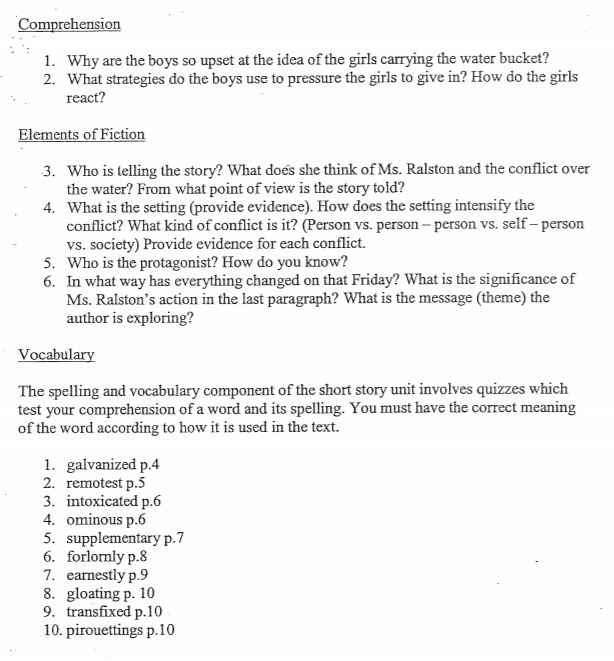 Comprehension
1. Why are the boys so upset at the idea of the girls carrying the water bucket?
2. What strategies do the boys use to pressure the girls to give in? How do the girls
react?
Elements of Fiction
3. Who is telling the story? What does she think of Ms. Ralston and the conflict over
the water? From what point of view is the story told?
4. What is the setting (provide evidence). How does the setting intensify the
conflict? What kind of conflict is it? (Person vs. person – person vs. self – person
vs. society) Provide evidence for each conflict.
5. Who is the protagonist? How do you know?
6. In what way has everything changed on that Friday? What is the significance of
Ms. Ralston's action in the last paragraph? What is the message (theme) the
author is exploring?
Vocabulary
The spelling and vocabulary component of the short story unit involves quizzes which
test your comprehension of a word and its spelling. You must have the correct meaning
of the word according to how it is used in the text.
1. galvanized p.4
2. remotest p.5
3. intoxicated p.6
4. ominous p.6
5. supplementary p.7
6. forlornly p.8
7. earnestly p.9
8. gloating p. 10
9. transfixed p.10
10. pirouettings p.10